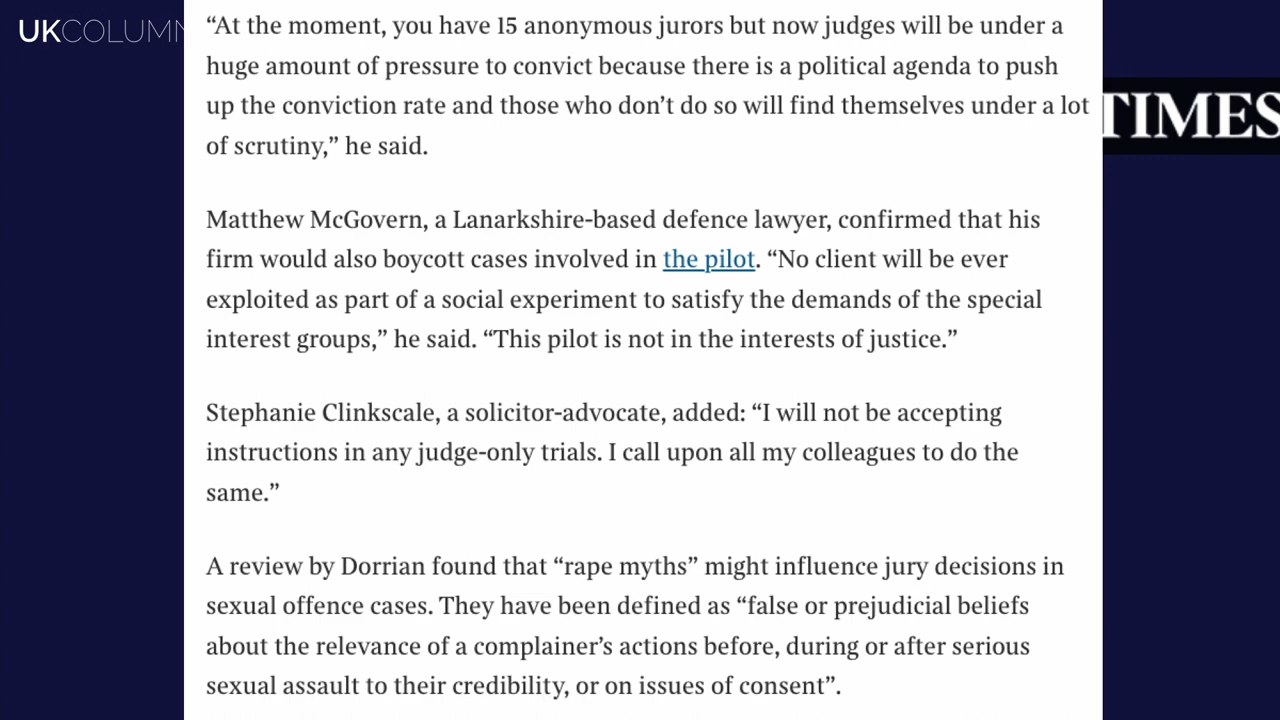 UKCOLUMN
“At the moment, you have 15 anonymous jurors but now judges will be under a
huge amount of pressure to convict because there is a political agenda to push
up the conviction rate and those who don’t do so will find themselves under a lot
of scrutiny,” he said.
TIMES
Matthew McGovern, a Lanarkshire-based defence lawyer, confirmed that his
firm would also boycott cases involved in the pilot. “No client will be ever
exploited as part of a social experiment to satisfy the demands of the special
interest groups,” he said. “This pilot is not in the interests of justice.”
Stephanie Clinkscale, a solicitor-advocate, added: “I will not be accepting
instructions in any judge-only trials. I call upon all my colleagues to do the
same.”
A review by Dorrian found that “rape myths” might influence jury decisions in
sexual offence cases. They have been defined as “false or prejudicial beliefs
about the relevance of a complainer’s actions before, during or after serious
sexual assault to their credibility, or on issues of consent”.